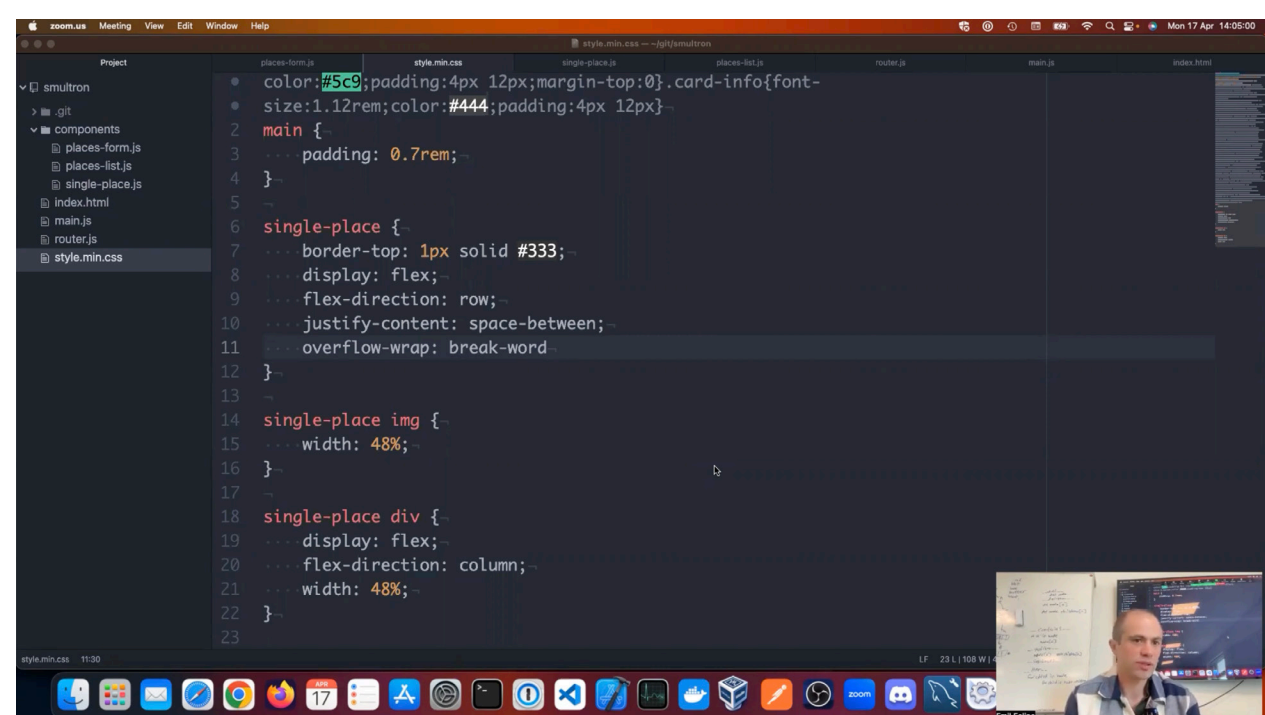 zoom.us Meeting View Edit Window Help Mon 17 Apr 14:05:00
style.min.css — ~/git/smultron
Project places-form.js style.min.css single-place.js places-list.js router.js main.js index.html
smultron
.git
components
places-form.js
places-list.js
single-place.js
index.html
main.js
router.js
style.min.css
color:#5c9;padding:4px 12px;margin-top:0}.card-info{font-
size:1.12rem;color:#444;padding:4px 12px}
2 main {
3 padding: 0.7rem;
4 }
5
6 single-place {
7 border-top: 1px solid #333;
8 display: flex;
9 flex-direction: row;
10 justify-content: space-between;
11 overflow-wrap: break-word
12 }
13
14 single-place img {
15 width: 48%;
16 }
17
18 single-place div {
19 display: flex;
20 flex-direction: column;
21 width: 48%;
22 }
23
style.min.css 11:30 LF 23 L | 108 W |
APR
17
zoom